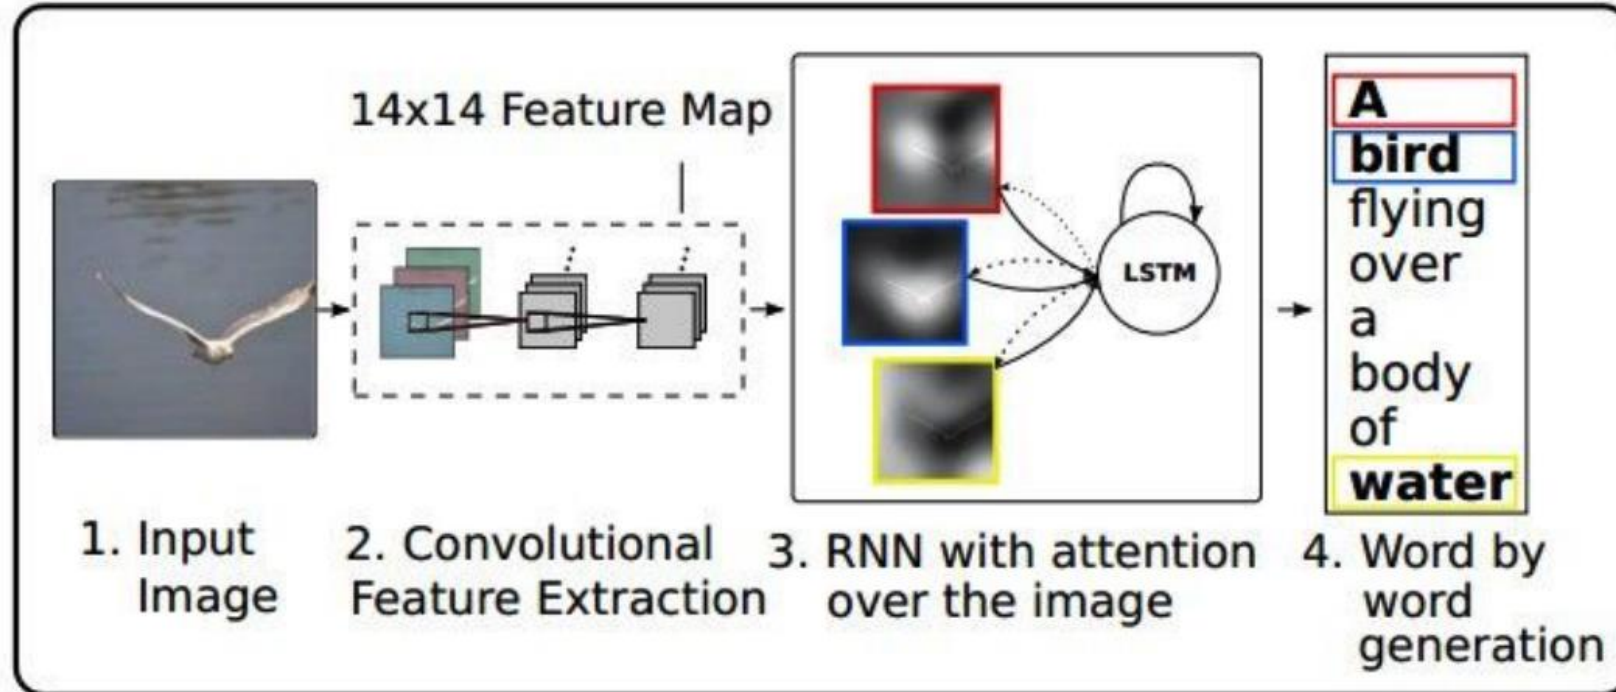 14x14 Feature Map
LSTM
A
bird
flying
over
a
body
of
water
1. Input
Image
2. Convolutional
Feature Extraction
3. RNN with attention
over the image
4. Word by
word
generation